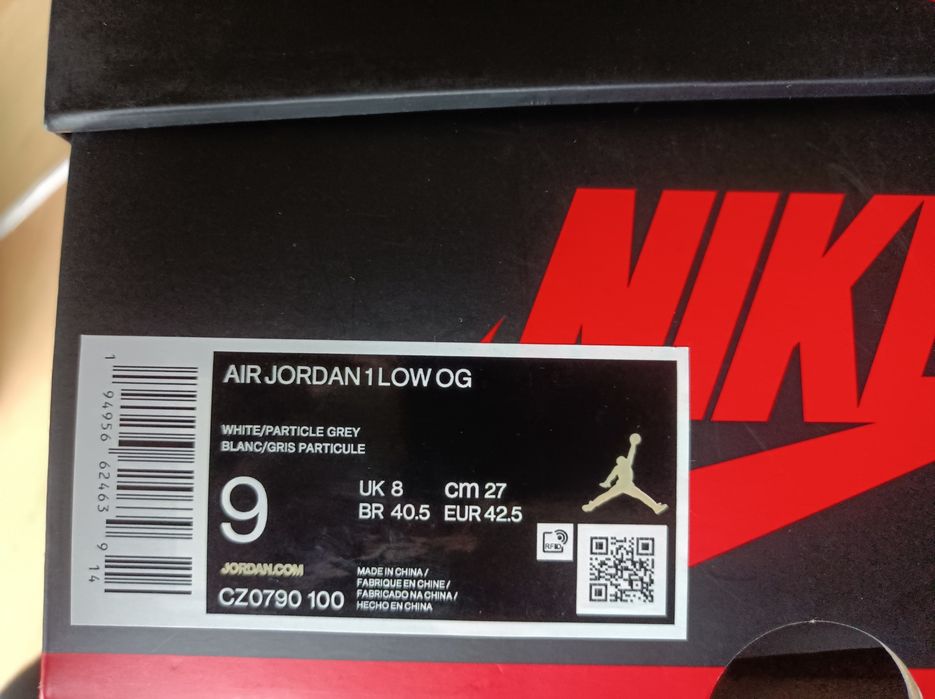 NIKE
AIR JORDAN 1 LOW OG
WHITE/PARTICLE GREY
BLANC/GRIS PARTICULE
9
UK 8 cm 27
BR 40.5 EUR 42.5
RFID
JORDAN.COM
CZ0790 100
MADE IN CHINA /
FABRIQUE EN CHINE /
FABRICADO NA CHINA /
HECHO EN CHINA
1 94956 62463 9 14